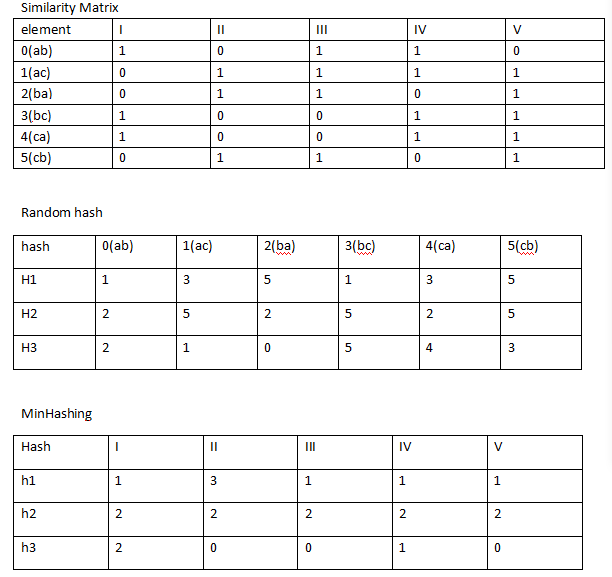 Similarity Matrix
element I II III IV V
0(ab) 1 0 1 1 0
1(ac) 0 1 1 1 1
2(ba) 0 1 1 0 1
3(bc) 1 0 0 1 1
4(ca) 1 0 0 1 1
5(cb) 0 1 1 0 1
Random hash
hash 0(ab) 1(ac) 2(ba) 3(bc) 4(ca) 5(cb)
H1 1 3 5 1 3 5
H2 2 5 2 5 2 5
H3 2 1 0 5 4 3
MinHashing
Hash I II III IV V
h1 1 3 1 1 1
h2 2 2 2 2 2
h3 2 0 0 1 0